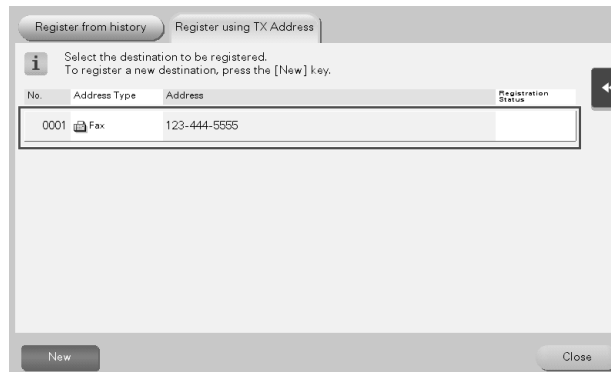 Register from history
Register using TX Address
Select the destination to be registered.
To register a new destination, press the [New] key.
No. Address Type Address Registration Status
0001 Fax 123-444-5555
New
Close